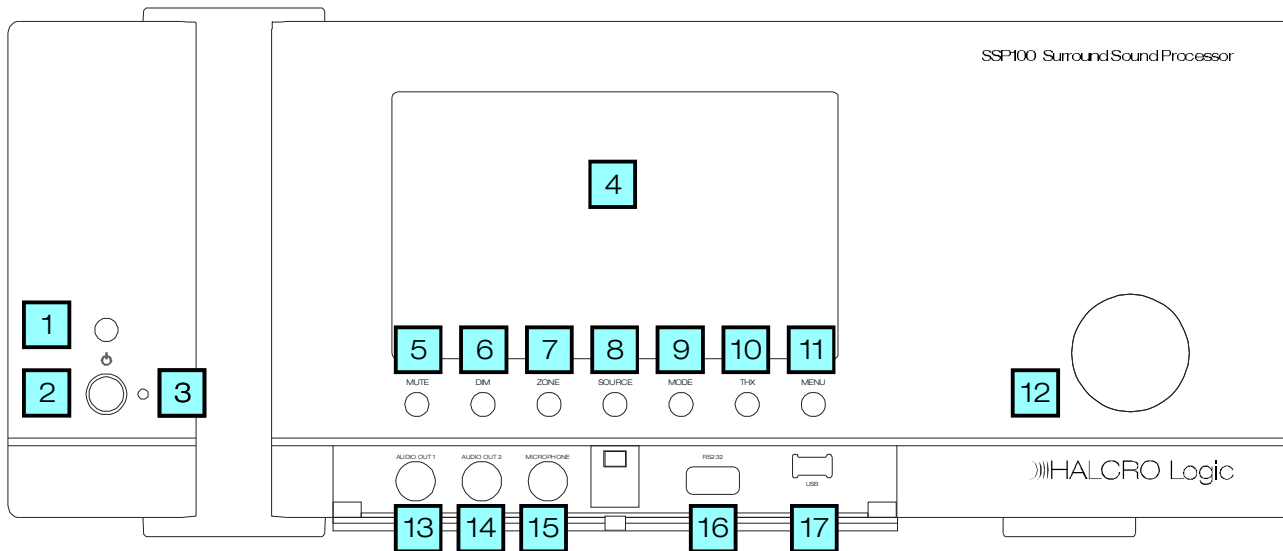 SSP100 Surround Sound Processor
4
1
5 6 7 8 9 10 11
MUTE DIM ZONE SOURCE MODE THX MENU
2 3 12
AUDIO OUT 1 AUDIO OUT 2 MICROPHONE RS232
USB
HALCRO Logic
13 14 15 16 17